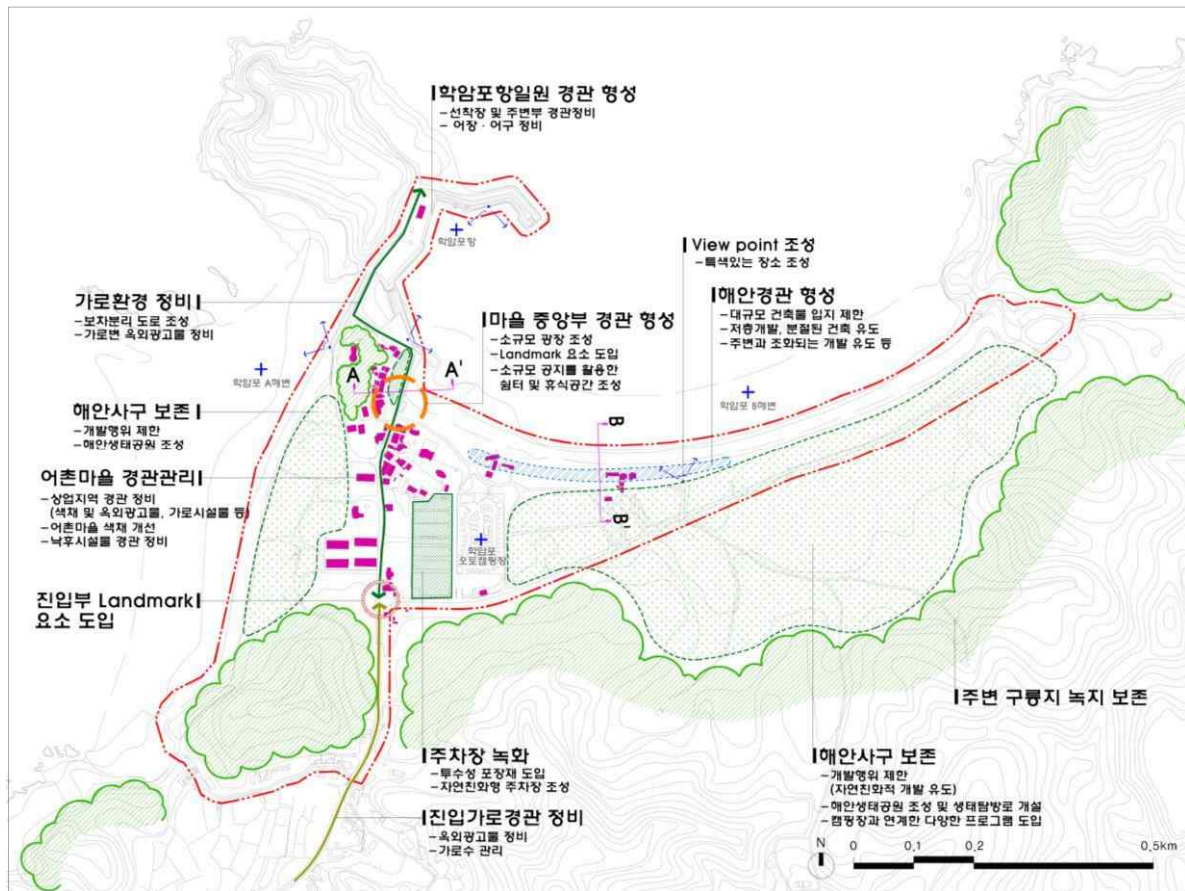 학암포항일원 경관 형성
-선착장 및 주변부 경관정비
- 어장 · 어구 정비
학암포항
View point 조성
-특색있는 장소 조성
가로환경 정비
-보차분리 도로 조성
-가로변 옥외광고물 정비
마을 중앙부 경관 형성
-소규모 광장 조성
-Landmark 요소 도입
-소규모 공지를 활용한
쉼터 및 휴식공간 조성
해안경관 형성
-대규모 건축물 입지 제한
-저층개발, 분절된 건축 유도
-주변과 조화되는 개발 유도 등
학암포 A해변
A
A'
학암포 B해변
해안사구 보존
-개발행위 제한
-해안생태공원 조성
B
어촌마을 경관관리
-상업지역 경관 정비
(색채 및 옥외광고물, 가로시설물 등)
-어촌마을 색채 개선
-낙후시설물 경관 정비
B'
학암포
오토캠핑장
진입부 Landmark
요소 도입
주변 구릉지 녹지 보존
주차장 녹화
-투수성 포장재 도입
-자연친화형 주차장 조성
해안사구 보존
-개발행위 제한
(자연친화적 개발 유도)
-해안생태공원 조성 및 생태탐방로 개설
-캠핑장과 연계한 다양한 프로그램 도입
진입가로경관 정비
-옥외광고물 정비
-가로수 관리
N
0 0,1 0,2 0,5km